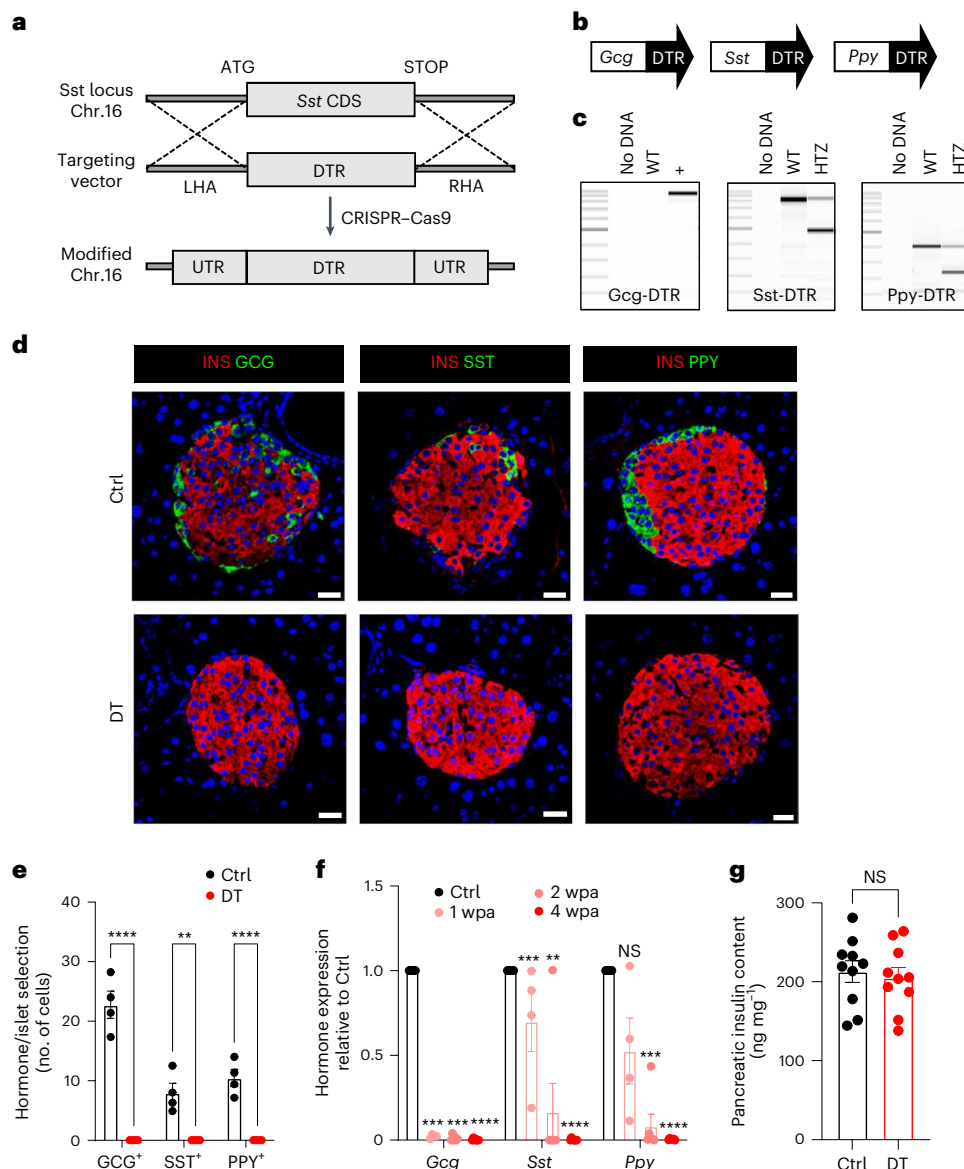 a
ATG STOP
Sst locus
Chr.16
Sst CDS
Targeting
vector
DTR
LHA RHA
CRISPR–Cas9
Modified
Chr.16
UTR DTR UTR
b
Gcg DTR Sst DTR Ppy DTR
c
No DNA WT + No DNA WT HTZ No DNA WT HTZ
Gcg-DTR Sst-DTR Ppy-DTR
d
INS GCG INS SST INS PPY
Ctrl
DT
e
Ctrl
DT
Hormone/islet selection
(no. of cells)
40
30
20
10
0
**** ** ****
GCG+ SST+ PPY+
f
Ctrl 2 wpa
1 wpa 4 wpa
Hormone expression
relative to Ctrl
1.5
1.0
0.5
0
*** *** **** *** ** **** NS *** ****
Gcg Sst Ppy
g
NS
Pancreatic insulin content
(ng mg−1)
300
200
100
0
Ctrl DT